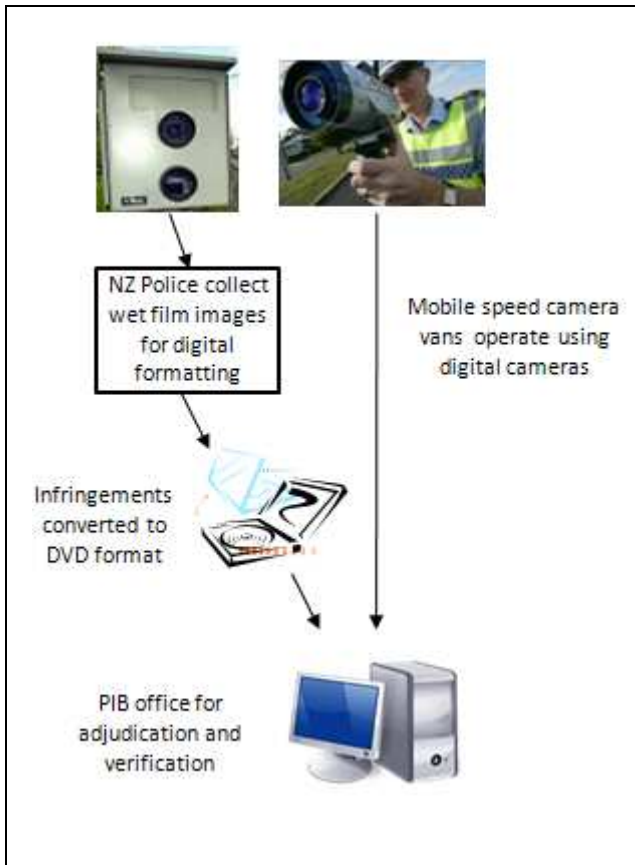 NZ Police collect
wet film images
for digital
formatting
Mobile speed camera
vans operate using
digital cameras
Infringements
converted to
DVD format
PIB office for
adjudication and
verification